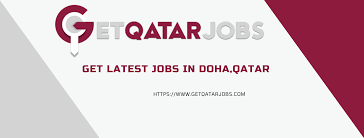 GETQATARJOBS
GET LATEST JOBS IN DOHA,QATAR
HTTPS://WWW.GETQATARJOBS.COM